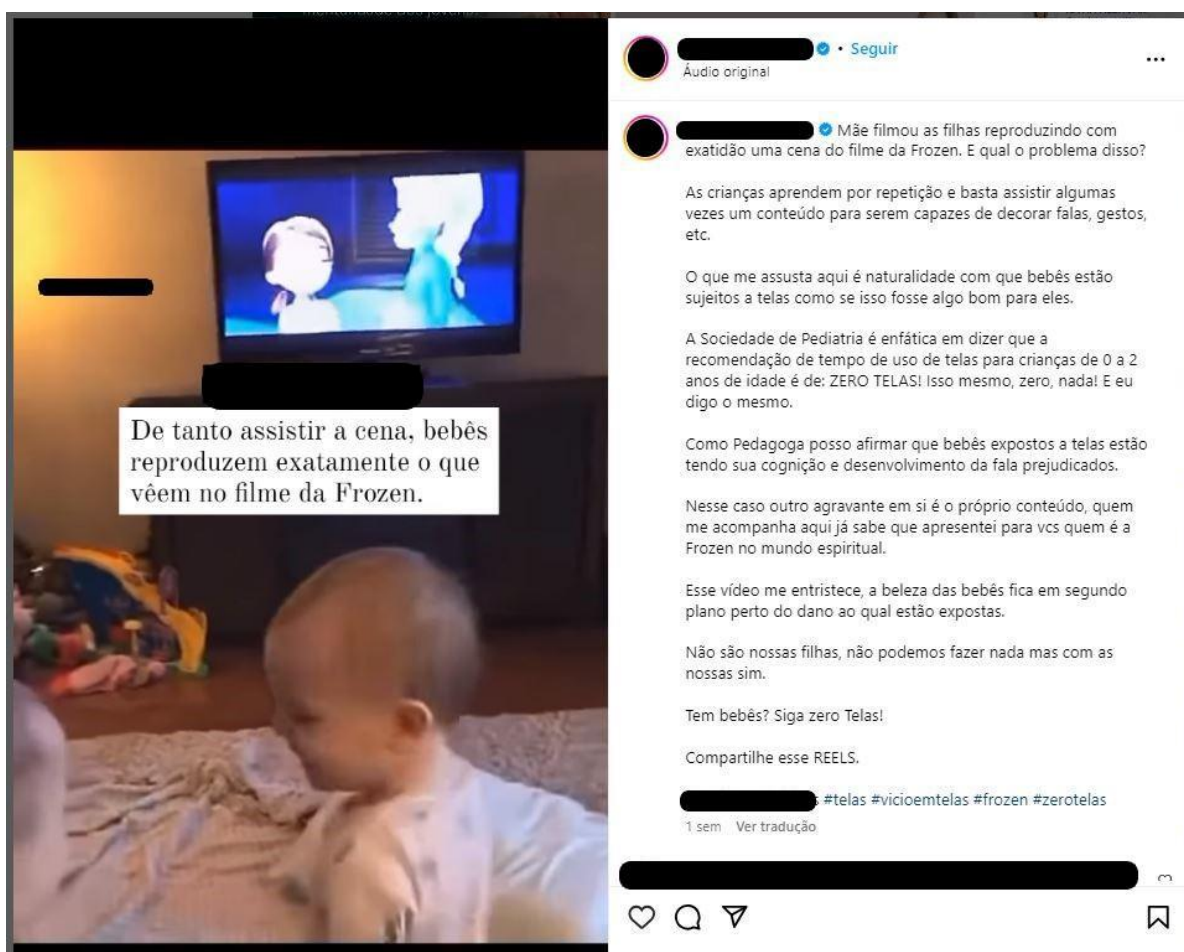 • Seguir
Áudio original
Mãe filmou as filhas reproduzindo com
exatidão uma cena do filme da Frozen. E qual o problema disso?
As crianças aprendem por repetição e basta assistir algumas
vezes um conteúdo para serem capazes de decorar falas, gestos,
etc.
O que me assusta aqui é naturalidade com que bebês estão
sujeitos a telas como se isso fosse algo bom para eles.
A Sociedade de Pediatria é enfática em dizer que a
recomendação de tempo de uso de telas para crianças de 0 a 2
anos de idade é de: ZERO TELAS! Isso mesmo, zero, nada! E eu
digo o mesmo.
Como Pedagoga posso afirmar que bebês expostos a telas estão
tendo sua cognição e desenvolvimento da fala prejudicados.
Nesse caso outro agravante em si é o próprio conteúdo, quem
me acompanha aqui já sabe que apresentei para vcs quem é a
Frozen no mundo espiritual.
Esse vídeo me entristece, a beleza das bebês fica em segundo
plano perto do dano ao qual estão expostas.
Não são nossas filhas, não podemos fazer nada mas com as
nossas sim.
Tem bebês? Siga zero Telas!
Compartilhe esse REELS.
#telas #vicioemtelas #frozen #zerotelas
1 sem Ver tradução
De tanto assistir a cena, bebês
reproduzem exatamente o que
vêem no filme da Frozen.